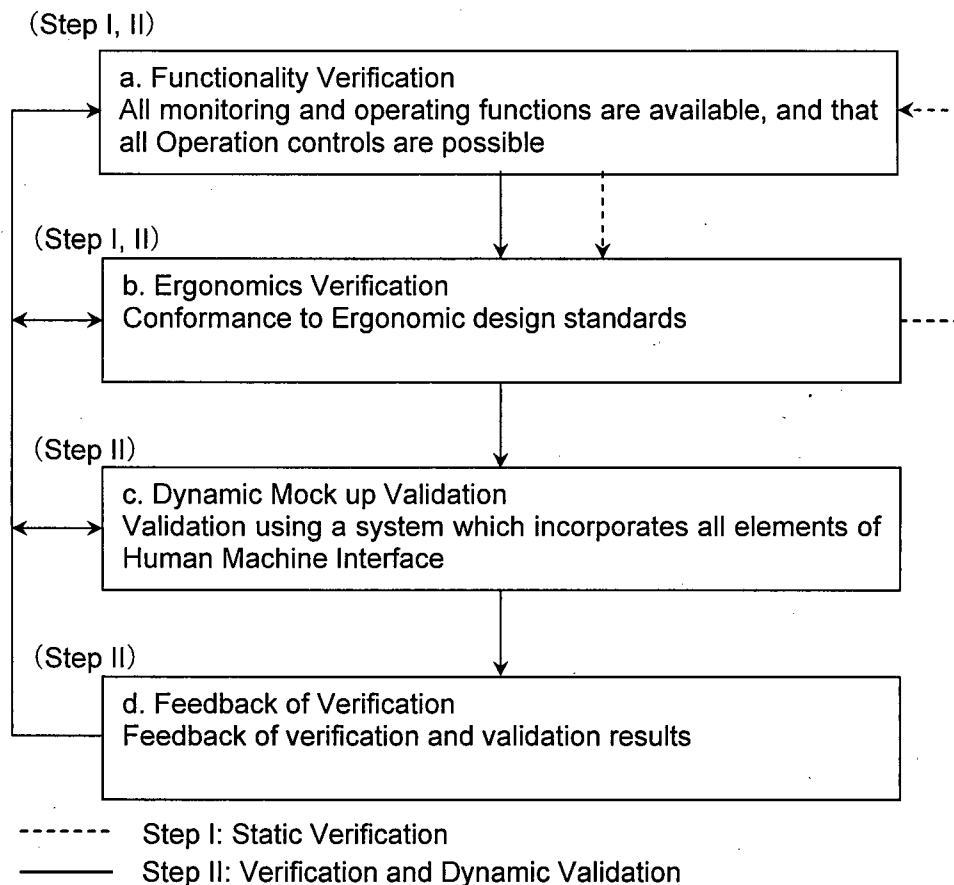 (Step I, II)
a. Functionality Verification
All monitoring and operating functions are available, and that
all Operation controls are possible
(Step I, II)
b. Ergonomics Verification
Conformance to Ergonomic design standards
(Step II)
c. Dynamic Mock up Validation
Validation using a system which incorporates all elements of
Human Machine Interface
(Step II)
d. Feedback of Verification
Feedback of verification and validation results
Step I: Static Verification
Step II: Verification and Dynamic Validation